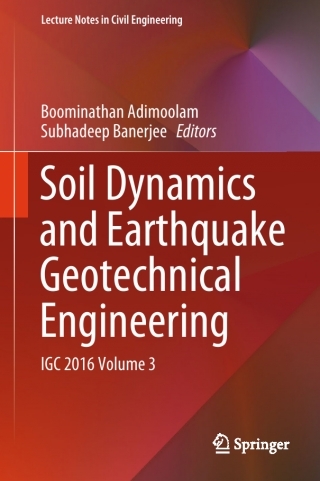 Lecture Notes in Civil Engineering
Boominathan Adimoolam
Subhadeep Banerjee Editors
Soil Dynamics
and Earthquake
Geotechnical
Engineering
IGC 2016 Volume 3
Springer